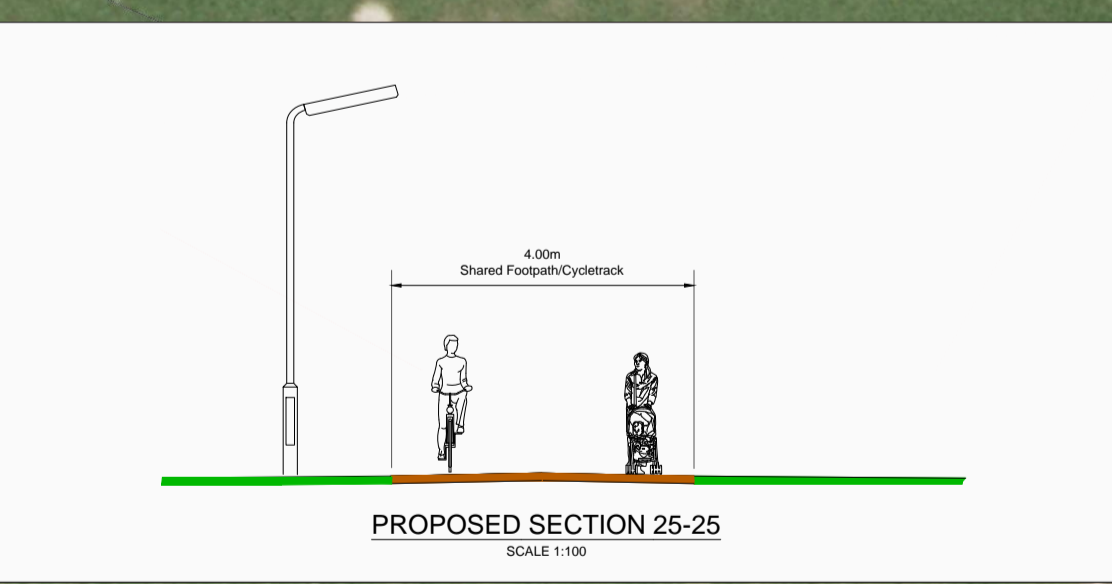 4.00m
Shared Footpath/Cycletrack
PROPOSED SECTION 25-25
SCALE 1:100